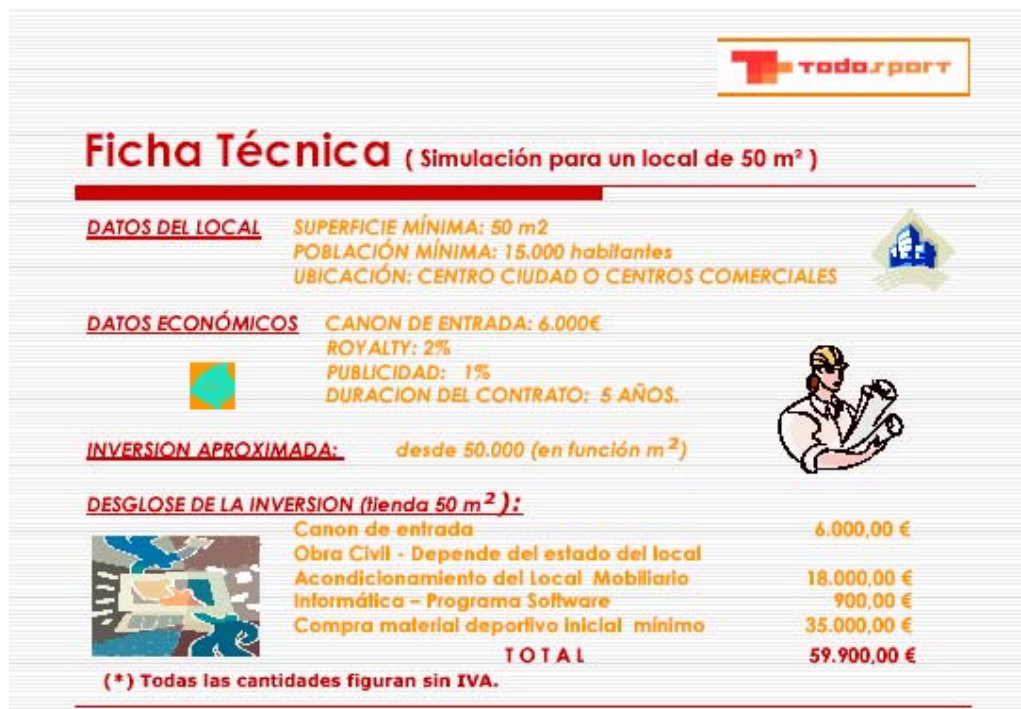 Todosport
Ficha Técnica ( Simulación para un local de 50 m² )
DATOS DEL LOCAL SUPERFICIE MÍNIMA: 50 m2
POBLACIÓN MÍNIMA: 15.000 habitantes
UBICACIÓN: CENTRO CIUDAD O CENTROS COMERCIALES
DATOS ECONÓMICOS CANON DE ENTRADA: 6.000€
ROYALTY: 2%
PUBLICIDAD: 1%
DURACION DEL CONTRATO: 5 AÑOS.
INVERSION APROXIMADA: desde 50.000 (en función m²)
DESGLOSE DE LA INVERSION (tienda 50 m²):
Canon de entrada 6.000,00 €
Obra Civil - Depende del estado del local
Acondicionamiento del Local Mobiliario 18.000,00 €
Informática – Programa Software 900,00 €
Compra material deportivo inicial mínimo 35.000,00 €
TOTAL 59.900,00 €
(*) Todas las cantidades figuran sin IVA.